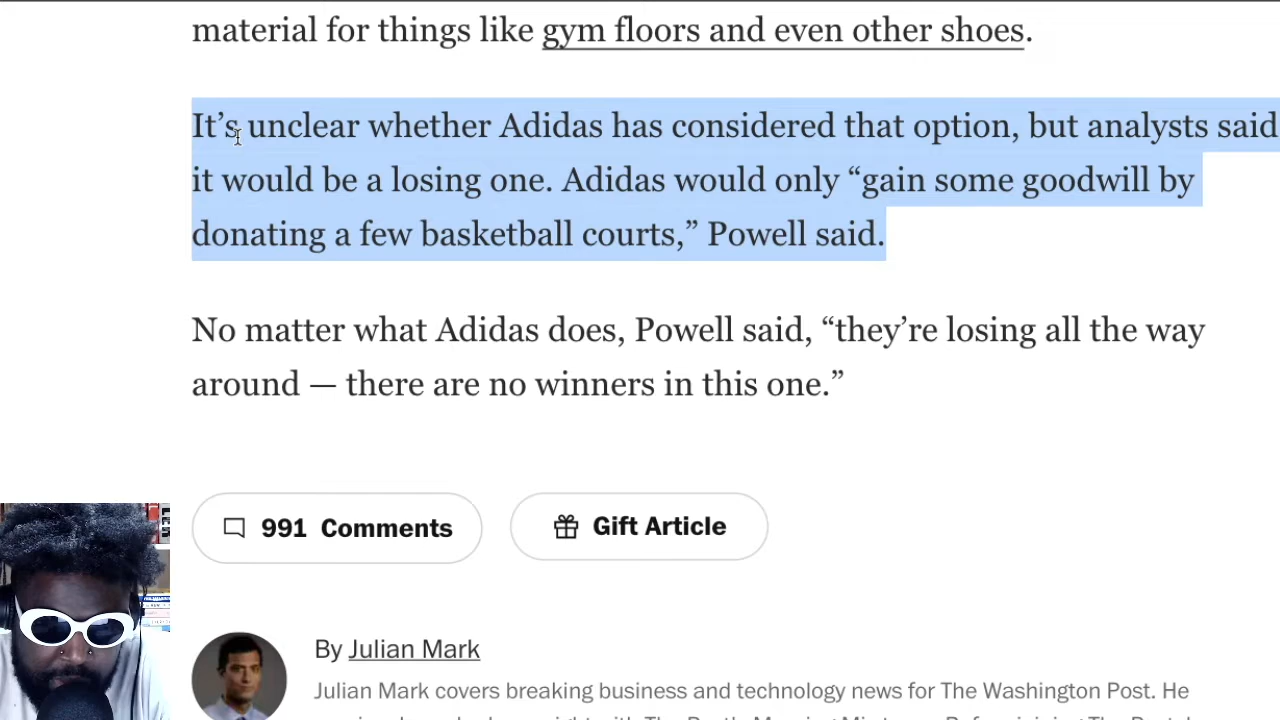 material for things like gym floors and even other shoes.
It’s unclear whether Adidas has considered that option, but analysts said
it would be a losing one. Adidas would only “gain some goodwill by
donating a few basketball courts,” Powell said.
No matter what Adidas does, Powell said, “they’re losing all the way
around — there are no winners in this one.”
991 Comments
Gift Article
By Julian Mark
Julian Mark covers breaking business and technology news for The Washington Post. He